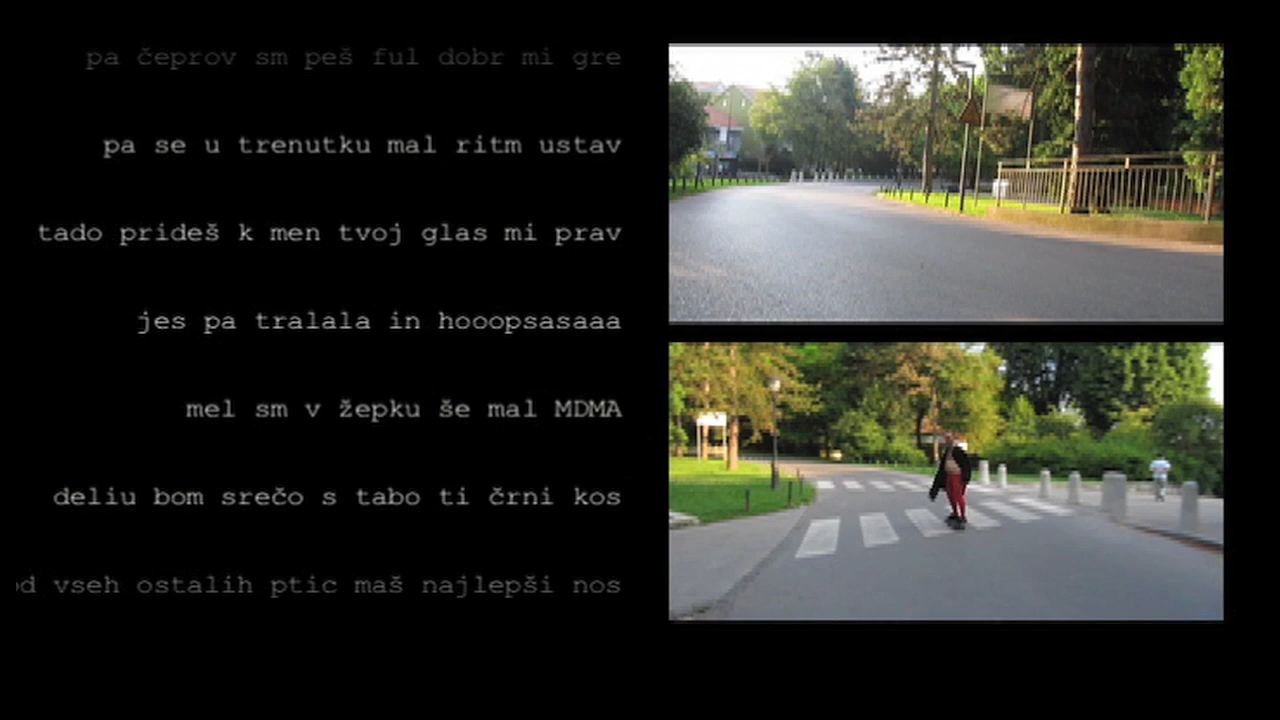 pa čeprov sm peš ful dobr mi gre
pa se u trenutku mal ritm ustav
tado prideš k men tvoj glas mi prav
jes pa tralala in hooopsasaaa
mel sm v žepku še mal MDMA
deliu bom srečo s tabo ti črni kos
vseh ostalih ptic maš najlepši nos